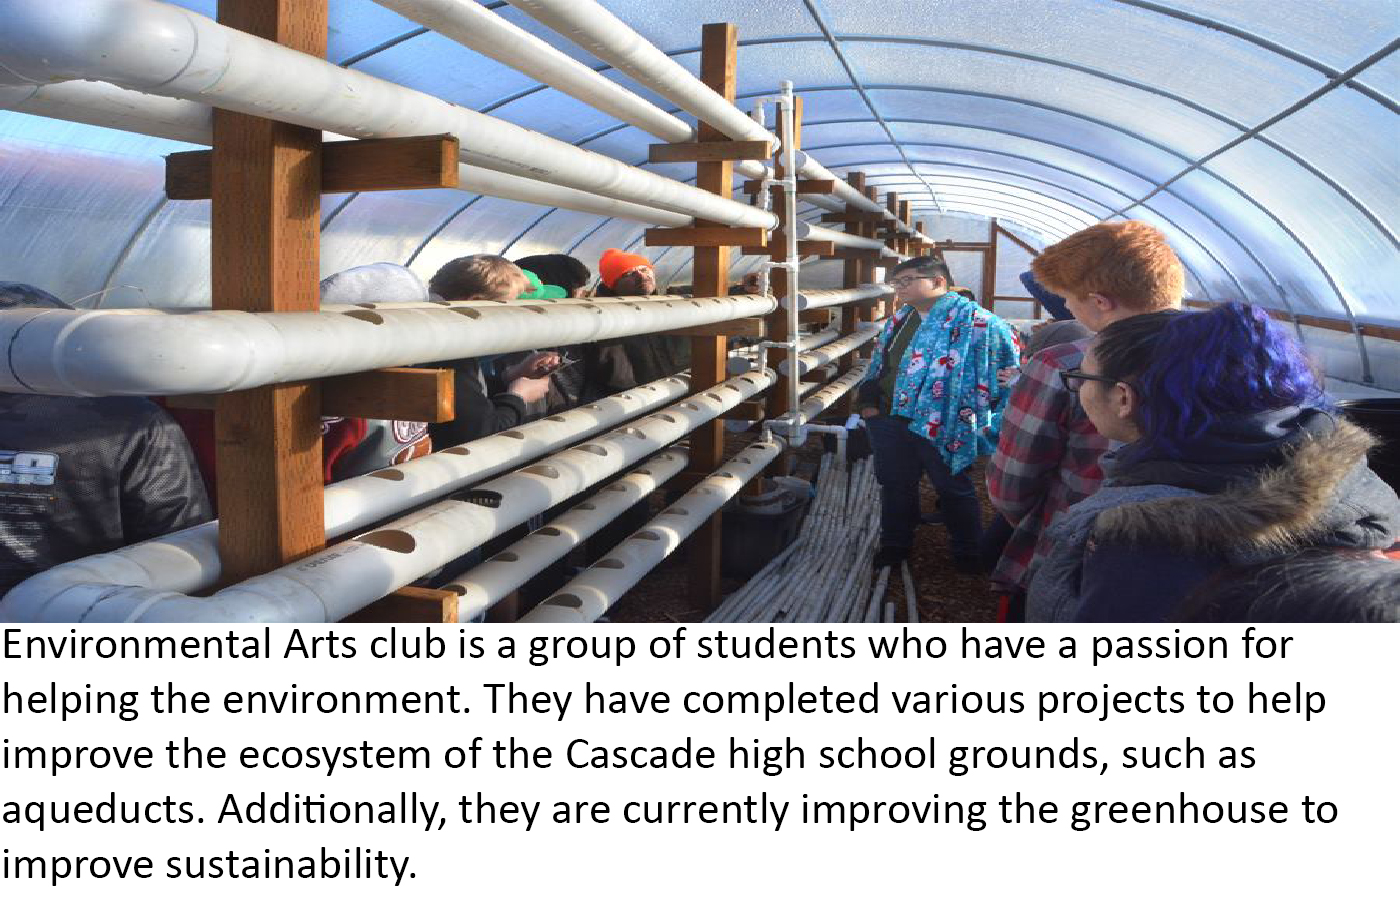 Environmental Arts club is a group of students who have a passion for
helping the environment. They have completed various projects to help
improve the ecosystem of the Cascade high school grounds, such as
aqueducts. Additionally, they are currently improving the greenhouse to
improve sustainability.